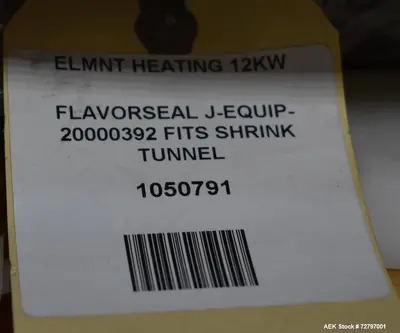 ELMNT HEATING 12KW
FLAVORSEAL J-EQUIP-
20000392 FITS SHRINK
TUNNEL
1050791
AEK Stock # 72797001